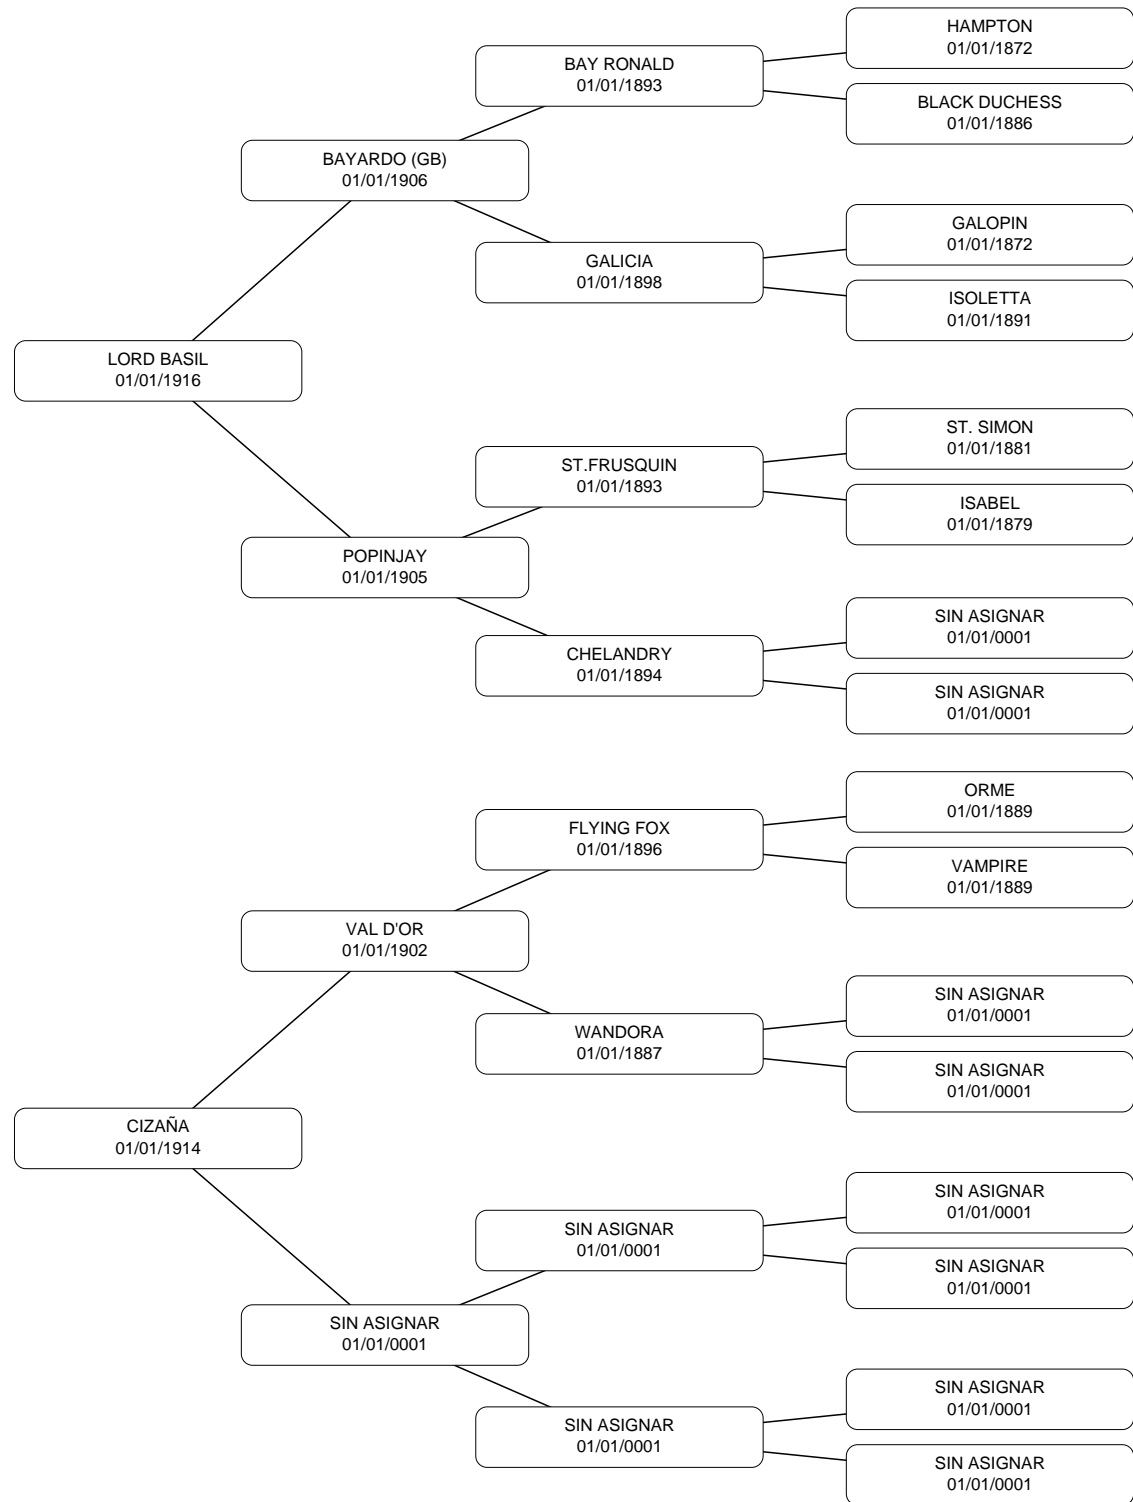 HAMPTON
01/01/1872
BAY RONALD
01/01/1893
BLACK DUCHESS
01/01/1886
BAYARDO (GB)
01/01/1906
GALOPIN
01/01/1872
GALICIA
01/01/1898
ISOLETTA
01/01/1891
LORD BASIL
01/01/1916
ST. SIMON
01/01/1881
ST.FRUSQUIN
01/01/1893
ISABEL
01/01/1879
POPINJAY
01/01/1905
SIN ASIGNAR
01/01/0001
CHELANDRY
01/01/1894
SIN ASIGNAR
01/01/0001
ORME
01/01/1889
FLYING FOX
01/01/1896
VAMPIRE
01/01/1889
VAL D'OR
01/01/1902
SIN ASIGNAR
01/01/0001
WANDORA
01/01/1887
SIN ASIGNAR
01/01/0001
CIZAÑA
01/01/1914
SIN ASIGNAR
01/01/0001
SIN ASIGNAR
01/01/0001
SIN ASIGNAR
01/01/0001
SIN ASIGNAR
01/01/0001
SIN ASIGNAR
01/01/0001
SIN ASIGNAR
01/01/0001
SIN ASIGNAR
01/01/0001